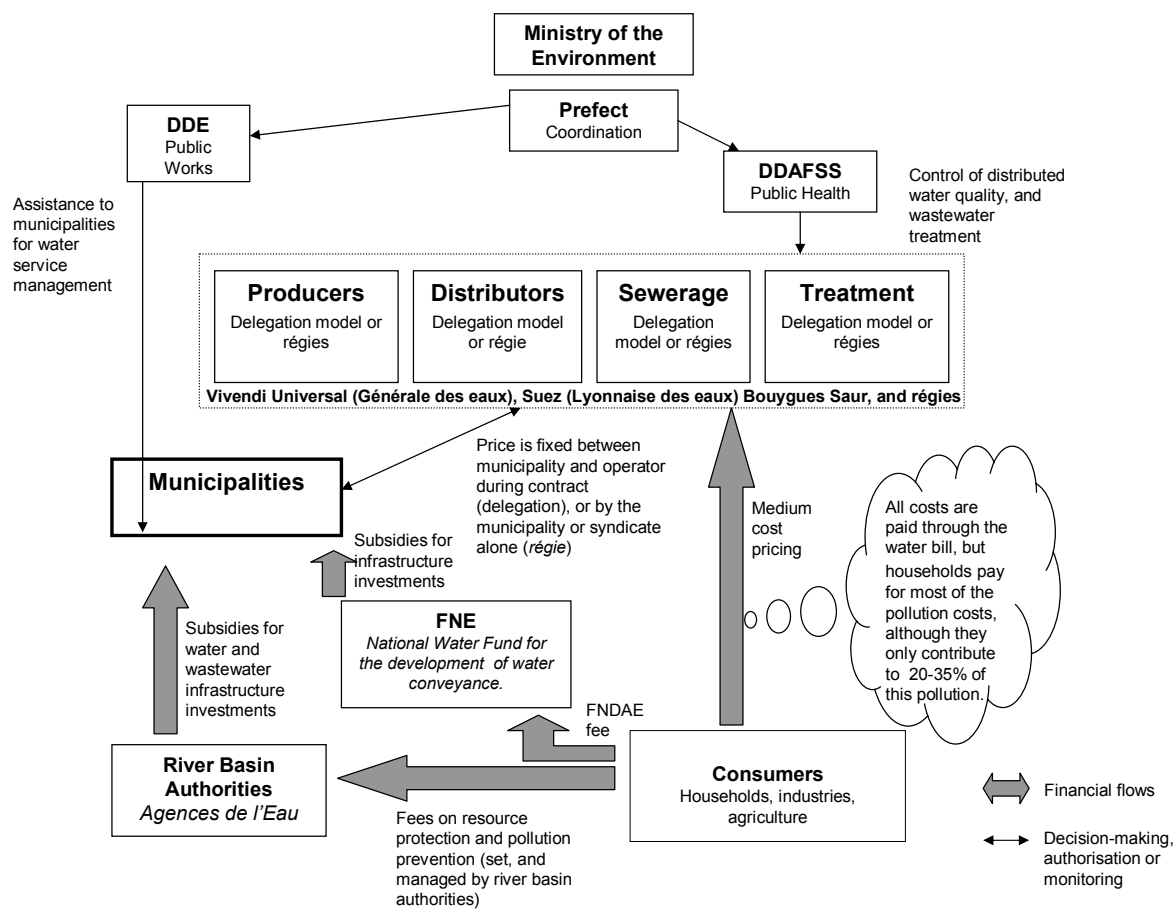 Ministry of the
Environment
Prefect
Coordination
DDE
Public
Works
DDAFSS
Public Health
Assistance to
municipalities
for water
service
management
Control of distributed
water quality, and
wastewater
treatment
Producers
Delegation model or
régies
Distributors
Delegation model
or régie
Sewerage
Delegation
model or régies
Treatment
Delegation model or
régies
Vivendi Universal (Générale des eaux), Suez (Lyonnaise des eaux) Bouygues Saur, and régies
Municipalities
Price is fixed between
municipality and operator
during contract
(delegation), or by the
municipality or syndicate
alone (régie)
Medium
cost
pricing
All costs are
paid through the
water bill, but
households pay
for most of the
pollution costs,
although they
only contribute
to 20-35% of
this pollution.
Subsidies for
infrastructure
investments
FNE
National Water Fund for
the development of water
conveyance.
Subsidies for
water and
wastewater
infrastructure
investments
FNDAE
fee
River Basin
Authorities
Agences de l'Eau
Consumers
Households, industries,
agriculture
Fees on resource
protection and pollution
prevention (set, and
managed by river basin
authorities)
Financial flows
Decision-making,
authorisation or
monitoring